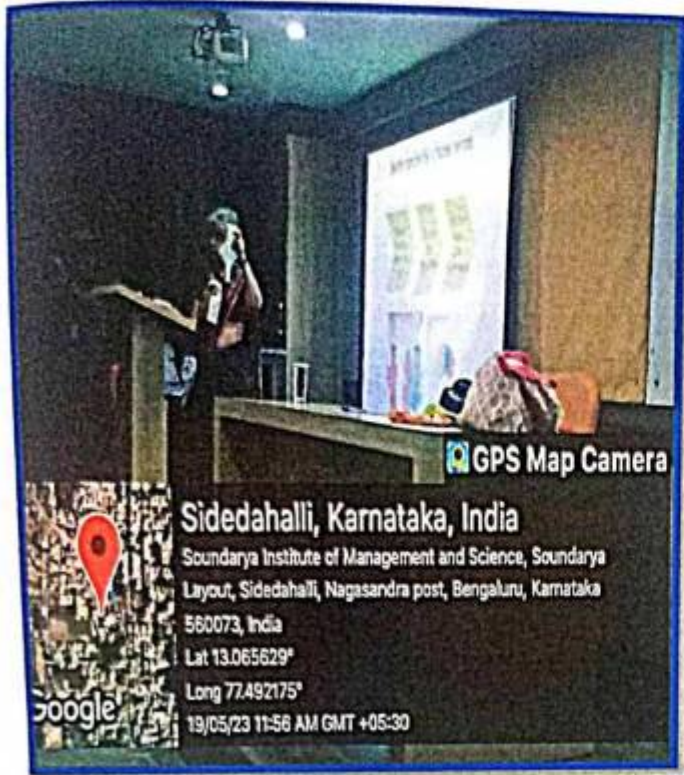 GPS Map Camera
Sidedahalli, Karnataka, India
Soundarya Institute of Management and Science, Soundarya
Layout, Sidedahalli, Nagasandra post, Bengaluru, Karnataka
560073, India
Lat 13.065629°
Long 77.492175°
19/05/23 11:56 AM GMT +05:30
Google